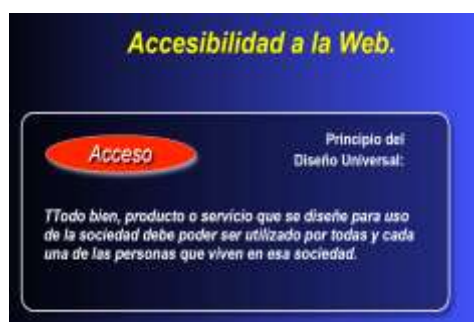 Accesibilidad a la Web.
Acceso
Principio del
Diseño Universal:
TTodo bien, producto o servicio que se diseñe para uso
de la sociedad debe poder ser utilizado por todas y cada
una de las personas que viven en esa sociedad.